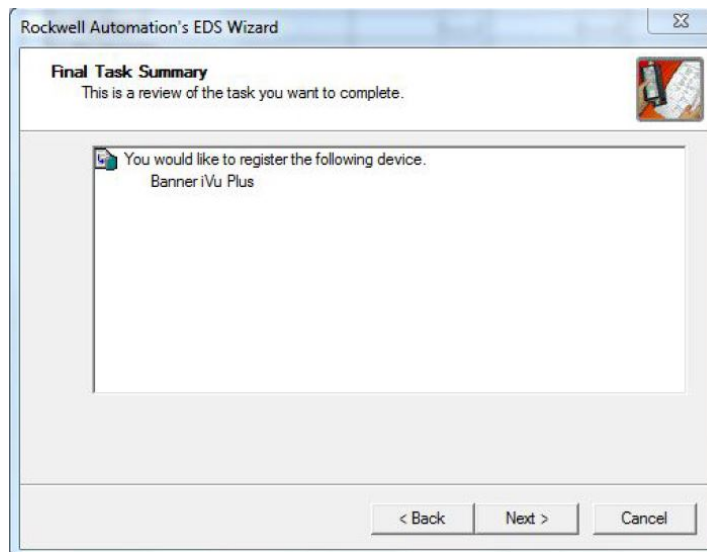 Rockwell Automation's EDS Wizard
Final Task Summary
This is a review of the task you want to complete.
You would like to register the following device.
Banner iVu Plus
< Back
Next >
Cancel